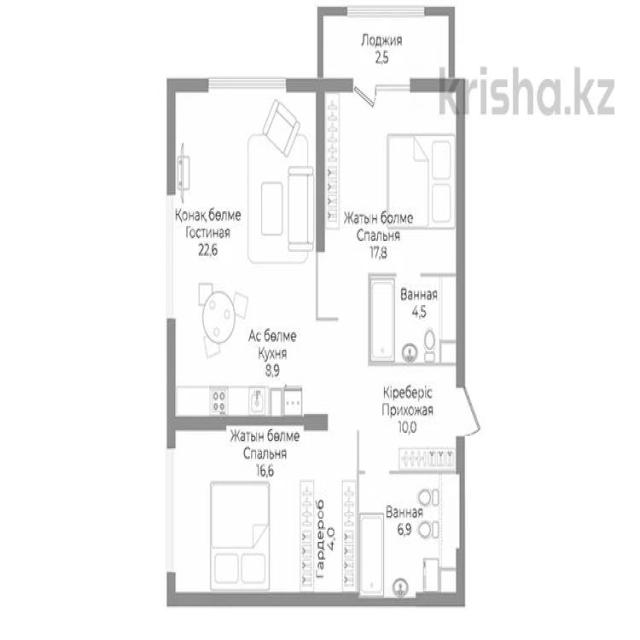 Лоджия
2,5
krisha.kz
Қонақ бөлме
Гостиная
22,6
Жатын болме
Спальня
17,8
Ванная
4,5
Ас бөлме
Кухня
8,9
Кіреберіс
Прихожая
10,0
Жатын бөлме
Спальня
16,6
Гардероб
4,0
Ванная
6,9